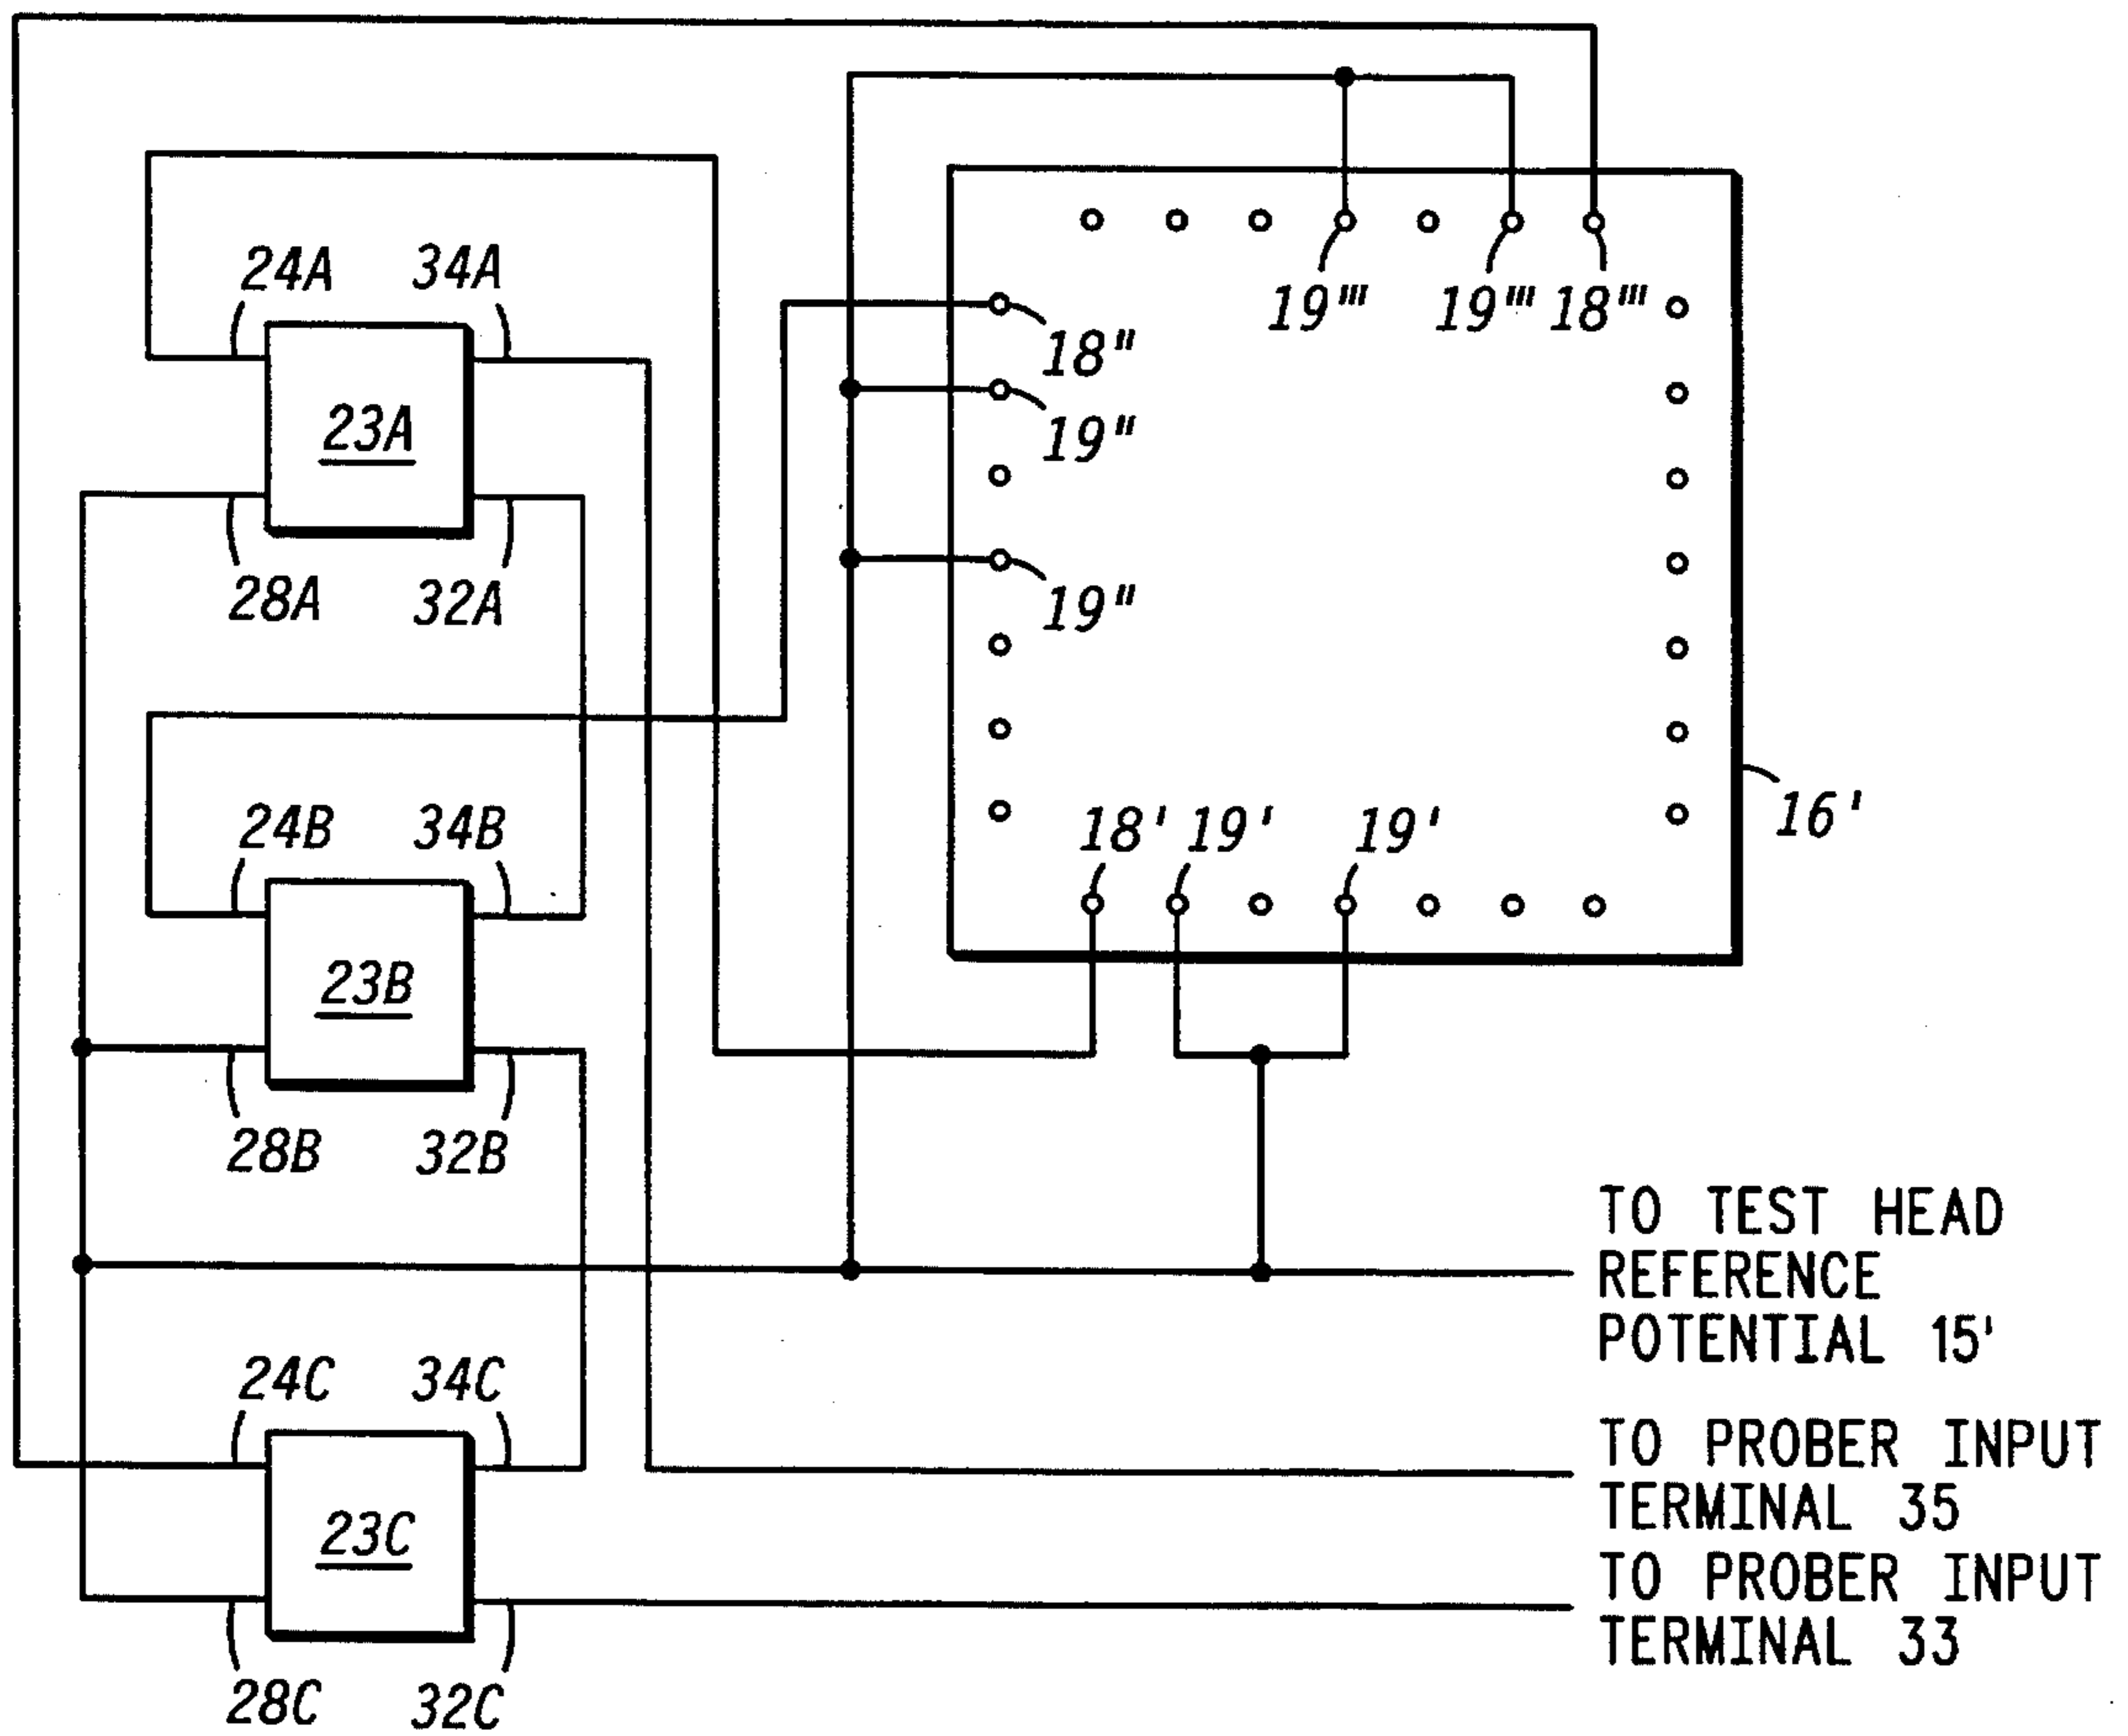 24A 34A
23A
28A 32A
24B 34B
23B
28B 32B
24C 34C
23C
28C 32C
19''' 19''' 18'''
18"
19"
19"
18' 19' 19'
16'
TO TEST HEAD
REFERENCE
POTENTIAL 15'
TO PROBER INPUT
TERMINAL 35
TO PROBER INPUT
TERMINAL 33